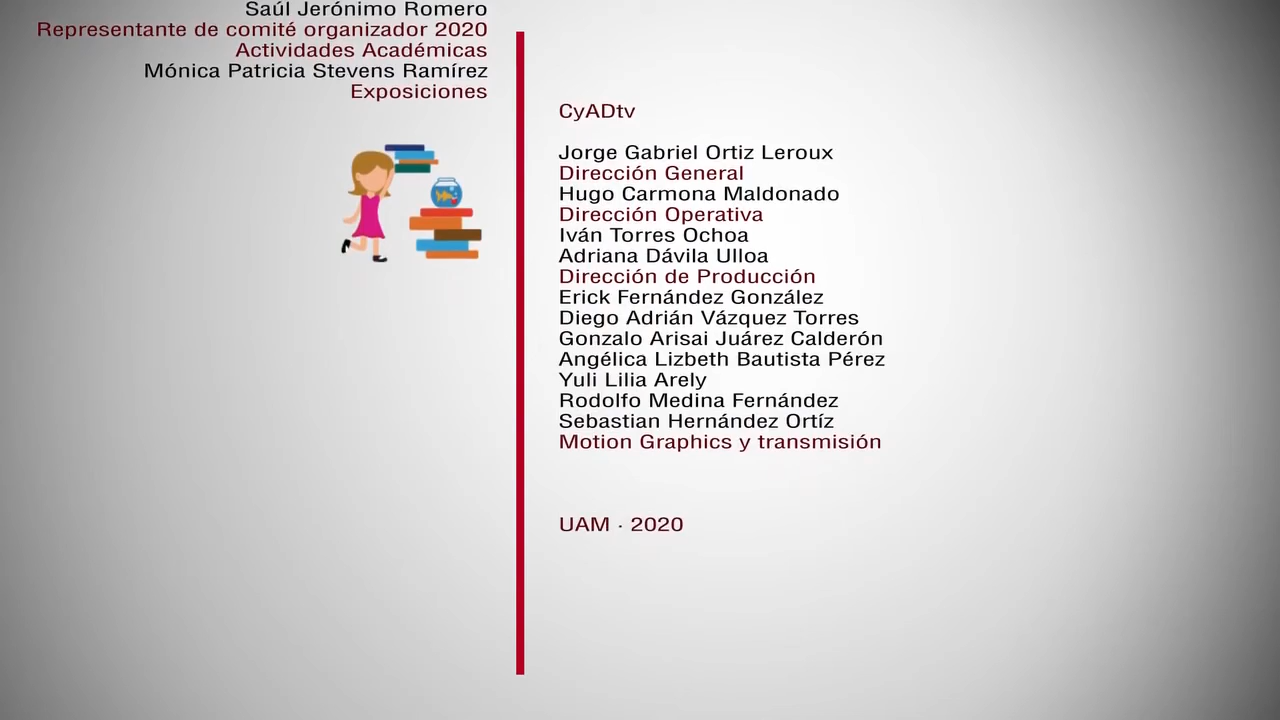 Saúl Jerónimo Romero
Representante de comité organizador 2020
Actividades Académicas
Mónica Patricia Stevens Ramírez
Exposiciones
CyADtv
Jorge Gabriel Ortiz Leroux
Dirección General
Hugo Carmona Maldonado
Dirección Operativa
Iván Torres Ochoa
Adriana Dávila Ulloa
Dirección de Producción
Erick Fernández González
Diego Adrián Vázquez Torres
Gonzalo Arisai Juárez Calderón
Angélica Lizbeth Bautista Pérez
Yuli Lilia Arely
Rodolfo Medina Fernández
Sebastian Hernández Ortíz
Motion Graphics y transmisión
UAM · 2020